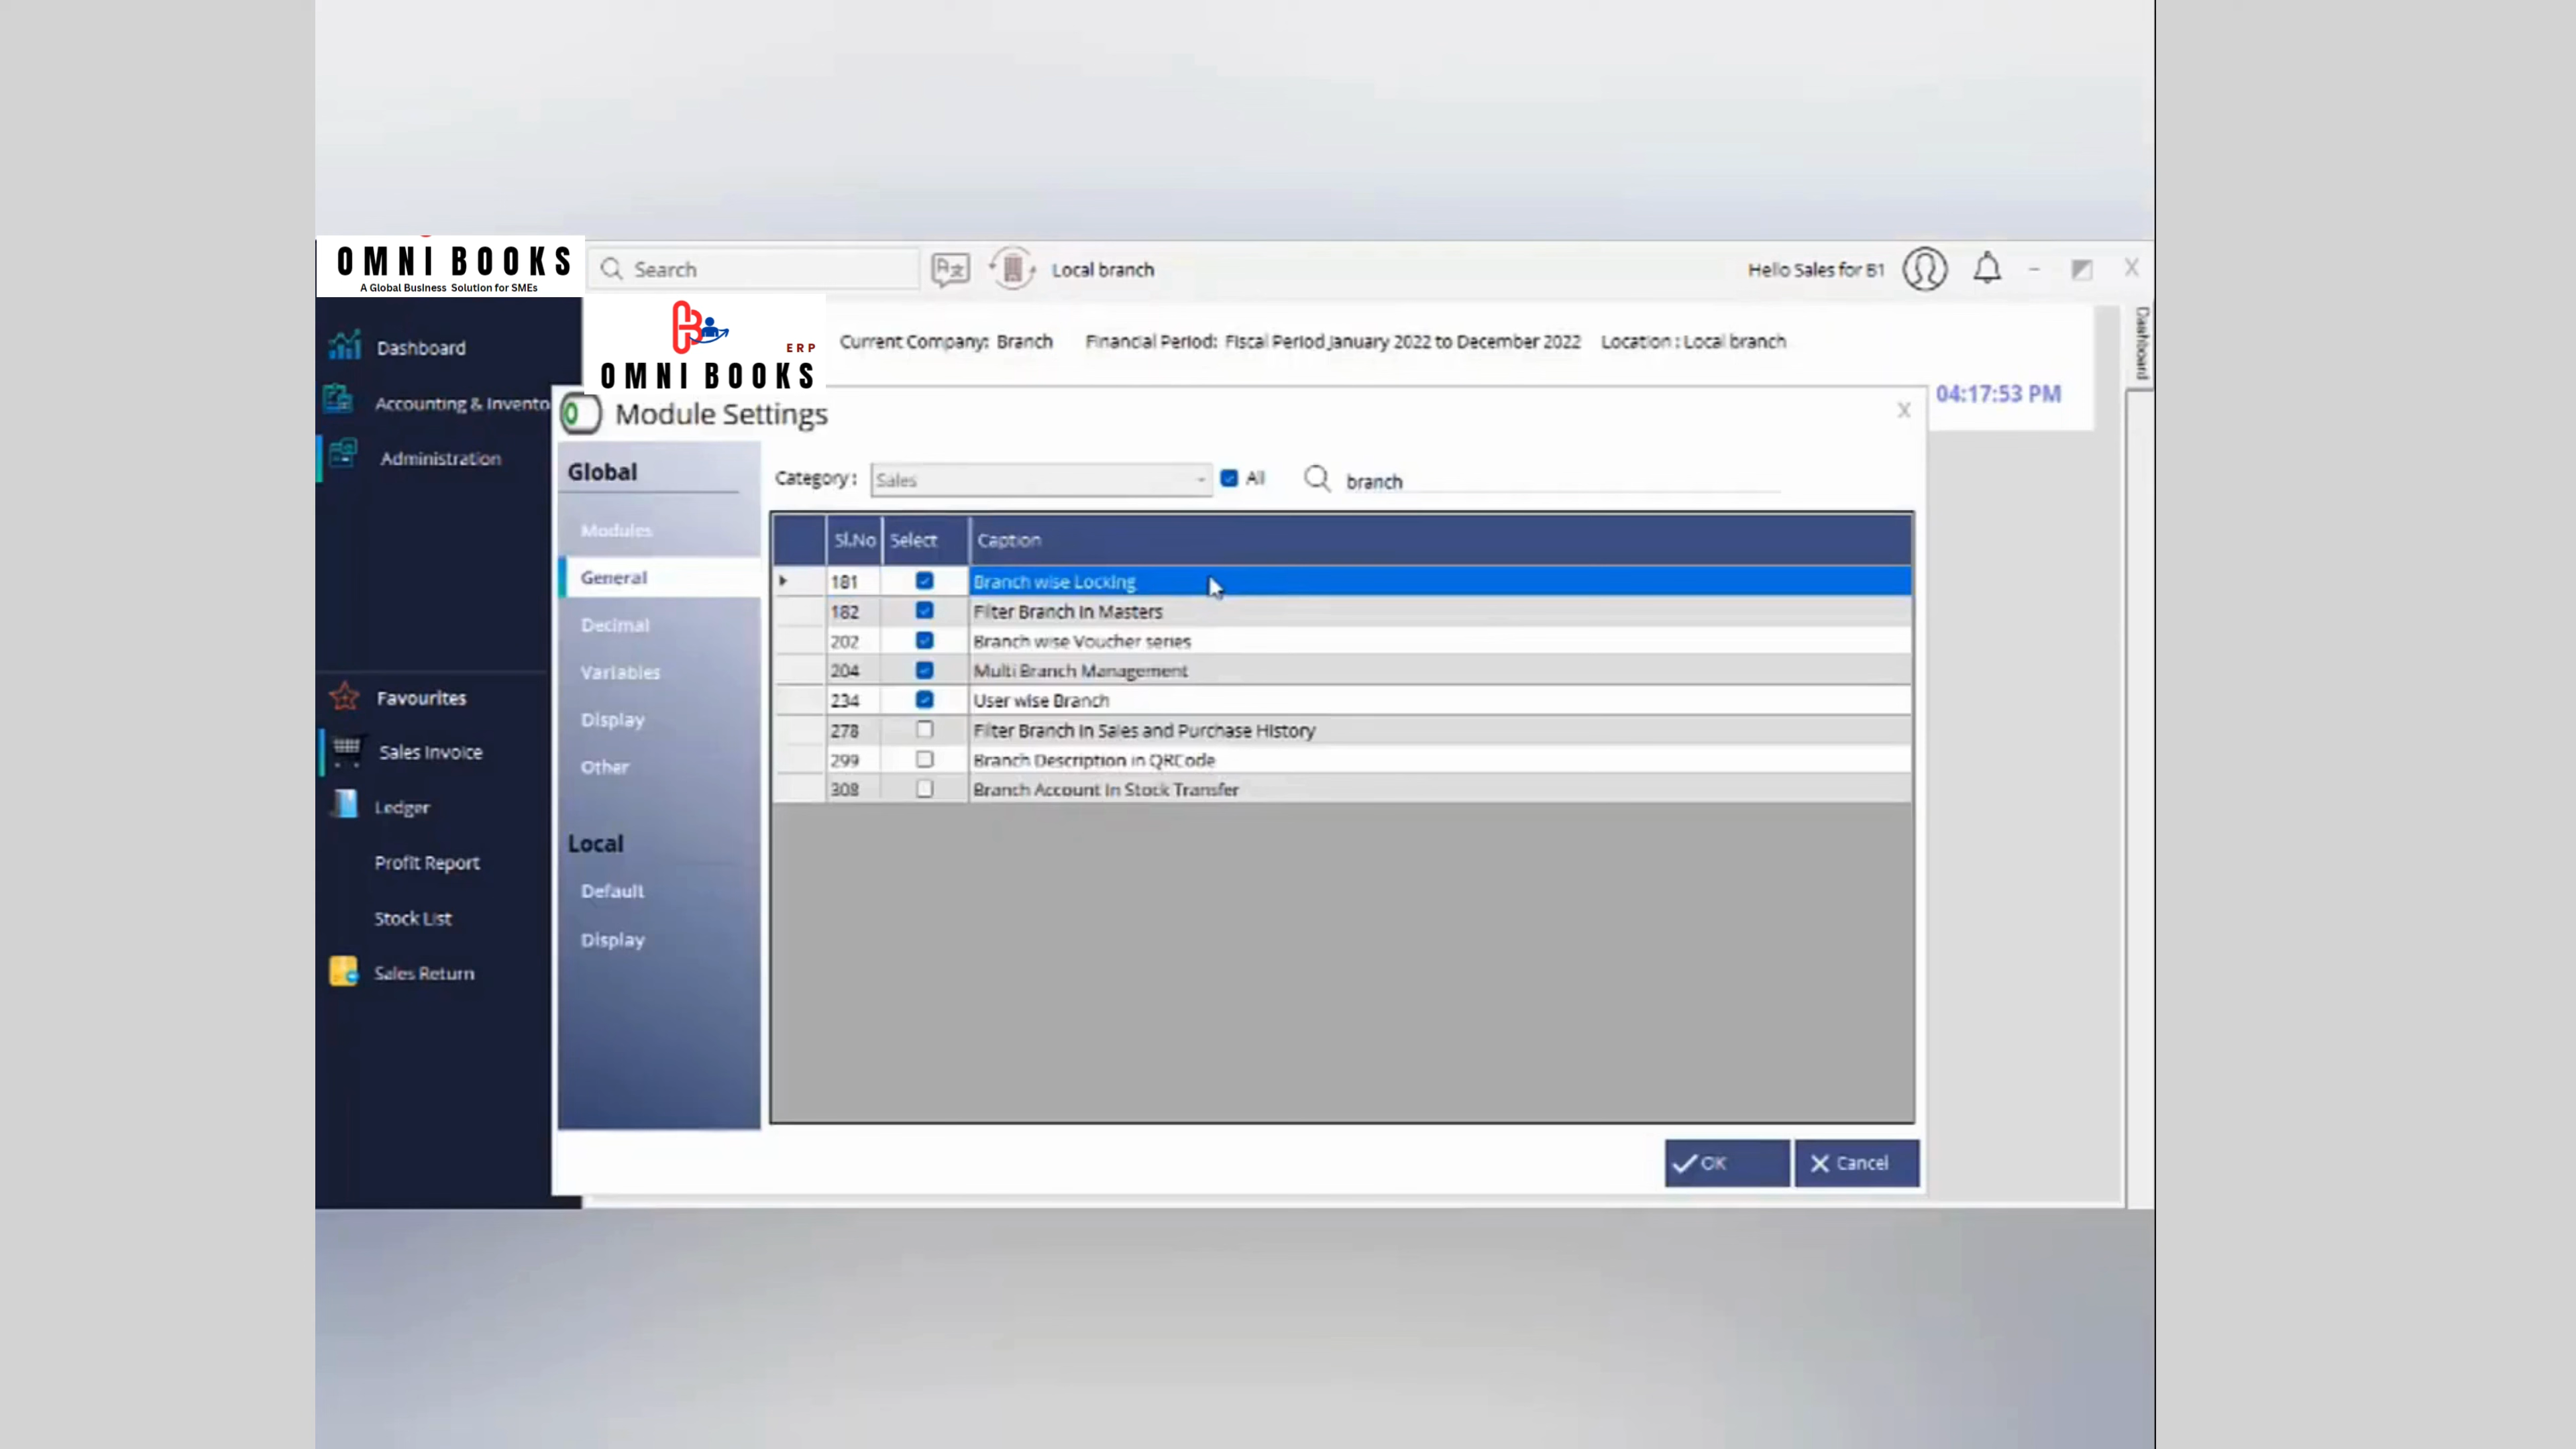 OMNI BOOKS
A Global Business Solution for SMEs
Search
Local branch
Hello Sales for B1
X
Dashboard
Accounting & Invento
Administration
Favourites
Sales Invoice
Ledger
Profit Report
Stock List
Sales Return
ERP
OMNI BOOKS
Current Company: Branch
Financial Period: Fiscal Period January 2022 to December 2022
Location : Local branch
Dashboard
04:17:53 PM
Module Settings
X
Global
Modules
General
Decimal
Variables
Display
Other
Local
Default
Display
Category : Sales All branch
Sl.No Select Caption
181 Branch wise Locking
182 Filter Branch in Masters
202 Branch wise Voucher series
204 Multi Branch Management
234 User wise Branch
278 Filter Branch in Sales and Purchase History
299 Branch Description in QRCode
308 Branch Account in Stock Transfer
OK
Cancel